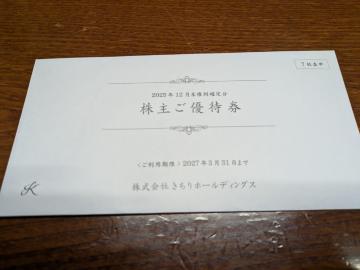 7枚在中
2025年12月末権利確定分
株主ご優待券
〈ご利用期限〉2027年3月31日まで
K
株式会社きちりホールディングス